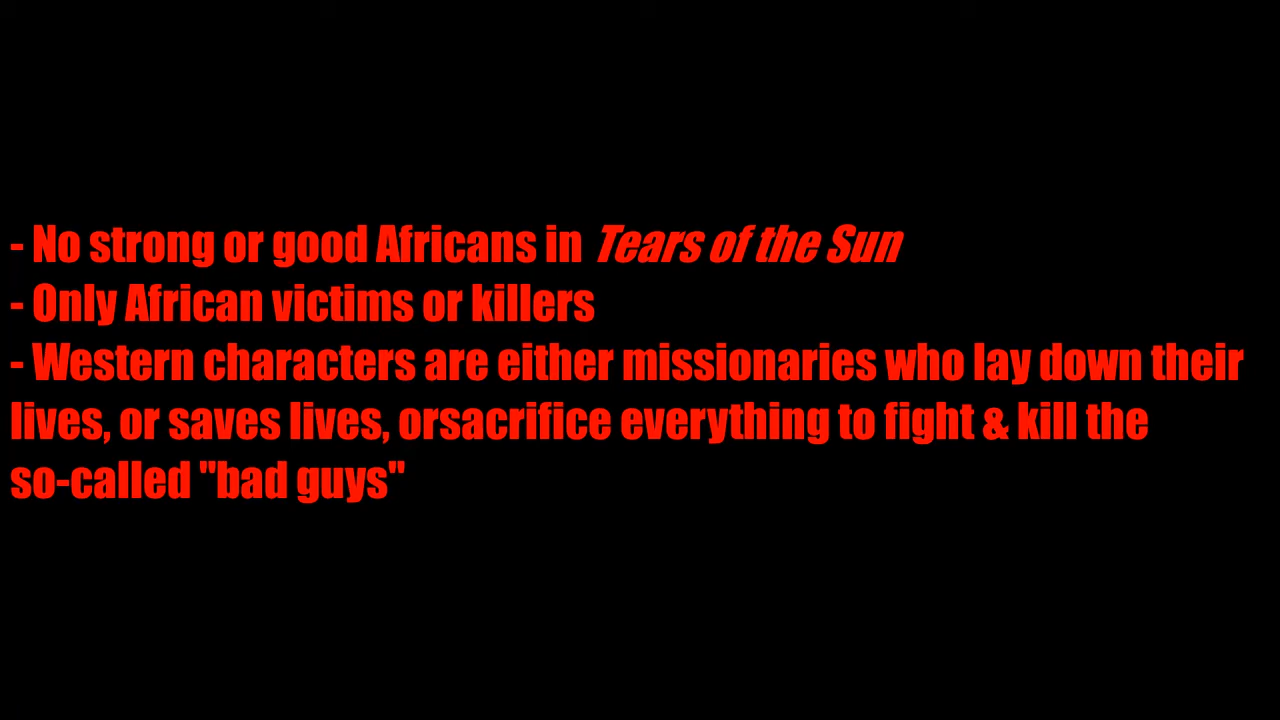 - No strong or good Africans in Tears of the Sun
- Only African victims or killers
- Western characters are either missionaries who lay down their
lives, or saves lives, orsacrifice everything to fight & kill the
so-called "bad guys"